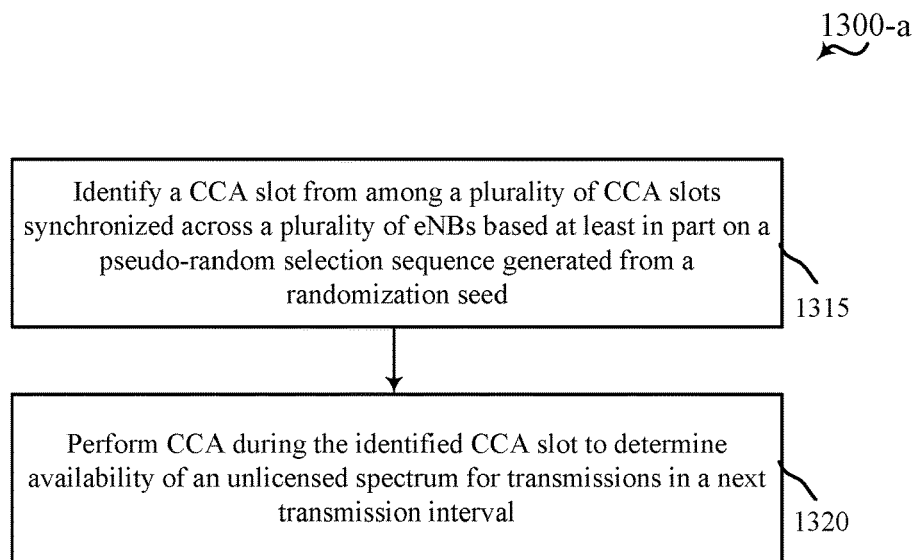 1300-a
Identify a CCA slot from among a plurality of CCA slots
synchronized across a plurality of eNBs based at least in part on a
pseudo-random selection sequence generated from a
randomization seed
1315
Perform CCA during the identified CCA slot to determine
availability of an unlicensed spectrum for transmissions in a next
transmission interval
1320